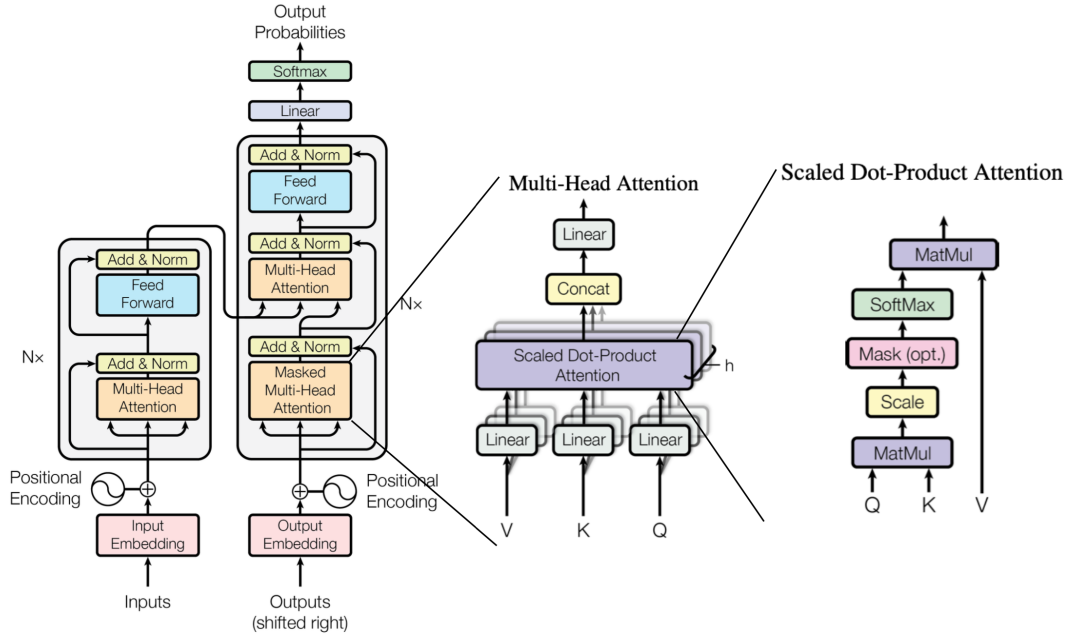 Output
Probabilities
Softmax
Linear
Add & Norm
Feed
Forward
Add & Norm
Multi-Head
Attention
N×
Add & Norm
Masked
Multi-Head
Attention
Positional
Encoding
Output
Embedding
Outputs
(shifted right)
Add & Norm
Feed
Forward
N×
Add & Norm
Multi-Head
Attention
Positional
Encoding
Input
Embedding
Inputs
Multi-Head Attention
Linear
Concat
Scaled Dot-Product
Attention
h
Linear
Linear
Linear
V
K
Q
Scaled Dot-Product Attention
MatMul
SoftMax
Mask (opt.)
Scale
MatMul
Q
K
V